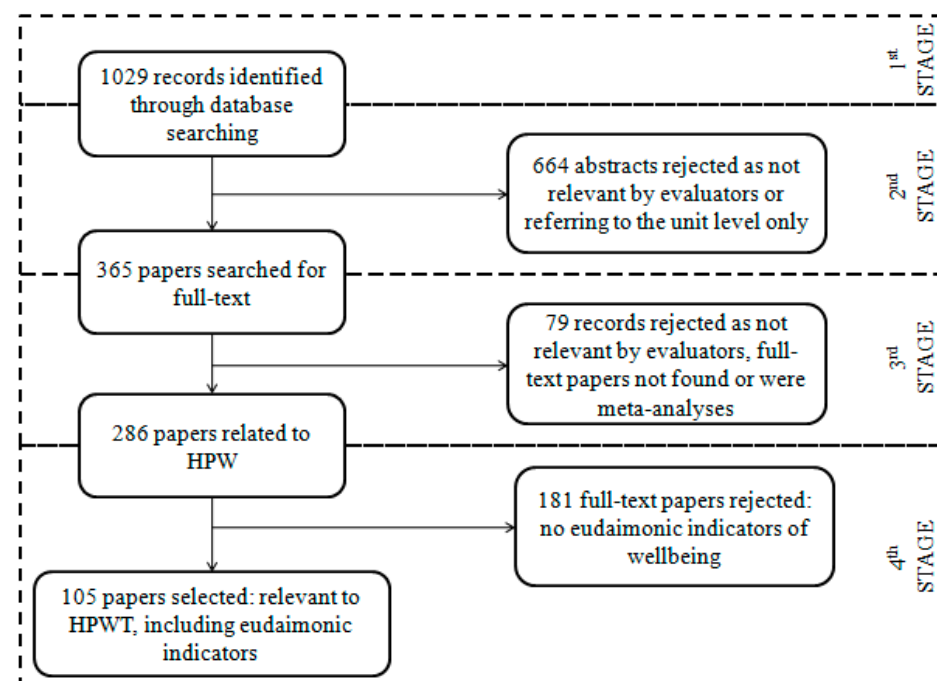 1029 records identified
through database
searching
1st
STAGE
664 abstracts rejected as not
relevant by evaluators or
referring to the unit level only
2nd
STAGE
365 papers searched for
full-text
79 records rejected as not
relevant by evaluators, full-
text papers not found or were
meta-analyses
3rd
STAGE
286 papers related to
HPW
181 full-text papers rejected:
no eudaimonic indicators of
wellbeing
4th
STAGE
105 papers selected: relevant to
HPWT, including eudaimonic
indicators